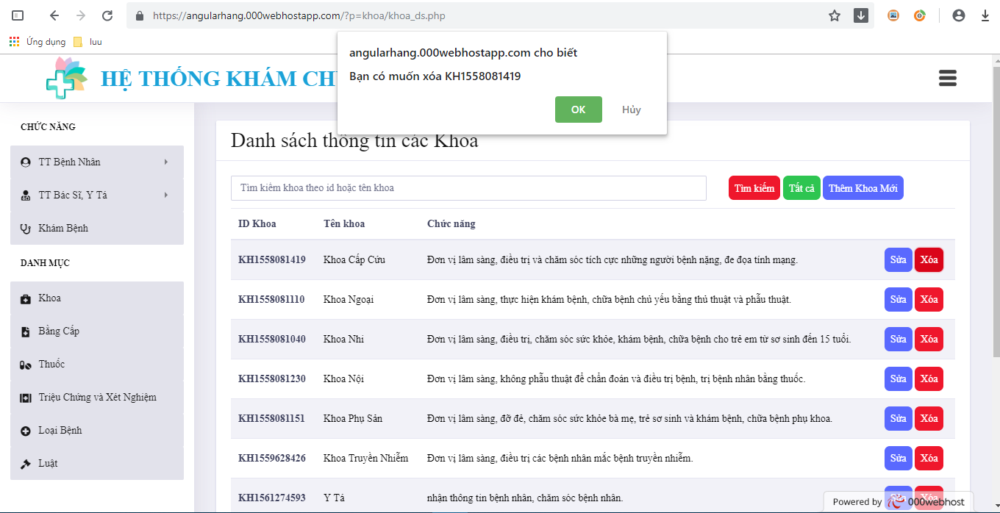 https://angularhang.000webhostapp.com/?p=khoa/khoa_ds.php
Ứng dụng luu
angularhang.000webhostapp.com cho biết
Bạn có muốn xóa KH1558081419
OK Hủy
HỆ THỐNG KHÁM
CHỨC NĂNG
TT Bệnh Nhân
TT Bác Sĩ, Y Tá
Khám Bệnh
DANH MỤC
Khoa
Bằng Cấp
Thuốc
Triệu Chứng và Xét Nghiệm
Loại Bệnh
Luật
Danh sách thông tin các Khoa
Tìm kiếm khoa theo id hoặc tên khoa Tìm kiếm Tất cả Thêm Khoa Mới
ID Khoa Tên khoa Chức năng
KH1558081419 Khoa Cấp Cứu Đơn vị lâm sàng, điều trị và chăm sóc tích cực những người bệnh nặng, đe đọa tính mạng. Sửa Xóa
KH1558081110 Khoa Ngoại Đơn vị lâm sàng, thực hiện khám bệnh, chữa bệnh chủ yếu bằng thủ thuật và phẫu thuật. Sửa Xóa
KH1558081040 Khoa Nhi Đơn vị lâm sàng, điều trị, chăm sóc sức khỏe, khám bệnh, chữa bệnh cho trẻ em từ sơ sinh đến 15 tuổi. Sửa Xóa
KH1558081230 Khoa Nội Đơn vị lâm sàng, không phẫu thuật để chẩn đoán và điều trị bệnh, trị bệnh nhân bằng thuốc. Sửa Xóa
KH1558081151 Khoa Phụ Sản Đơn vị lâm sàng, đỡ đẻ, chăm sóc sức khỏe bà mẹ, trẻ sơ sinh và khám bệnh, chữa bệnh phụ khoa. Sửa Xóa
KH1559628426 Khoa Truyền Nhiễm Đơn vị lâm sàng, điều trị các bệnh nhân mắc bệnh truyền nhiễm. Sửa Xóa
KH1561274593 Y Tá nhận thông tin bệnh nhân, chăm sóc bệnh nhân. Sửa Xóa
Powered by 000webhost